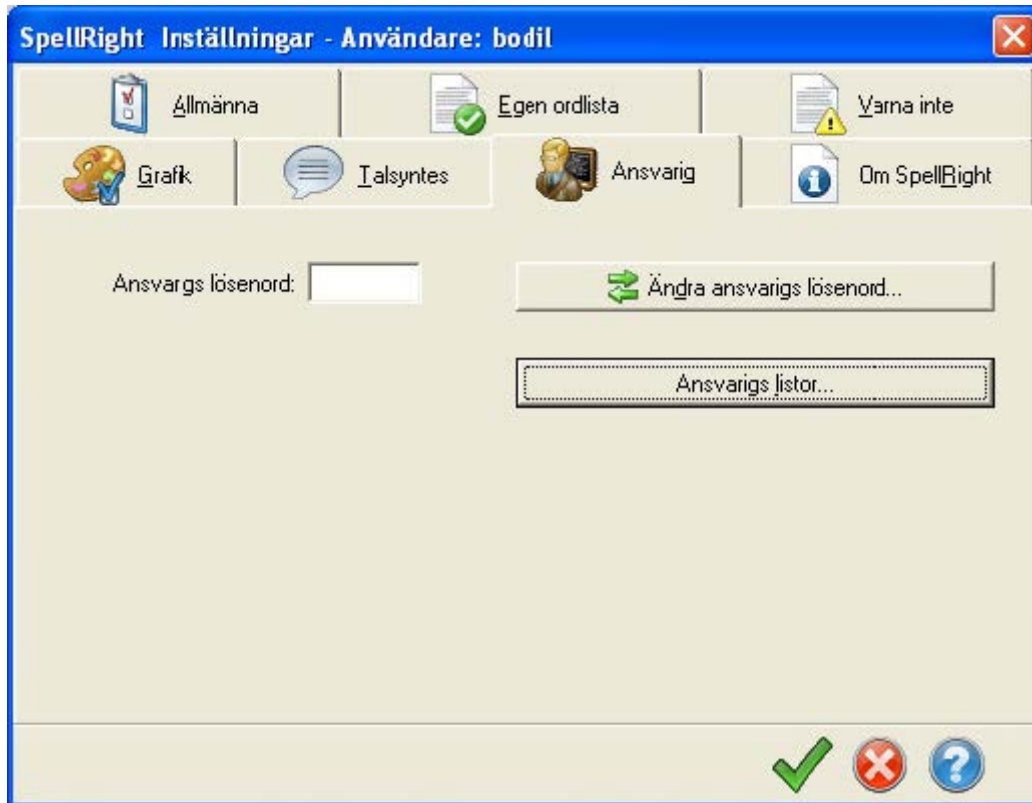 SpellRight Inställningar - Användare: bodil
Allmänna
Egen ordlista
Varna inte
Grafik
Talsyntes
Ansvarig
Om SpellRight
Ansvargs lösenord:
Ändra ansvarigs lösenord...
Ansvarigs listor...